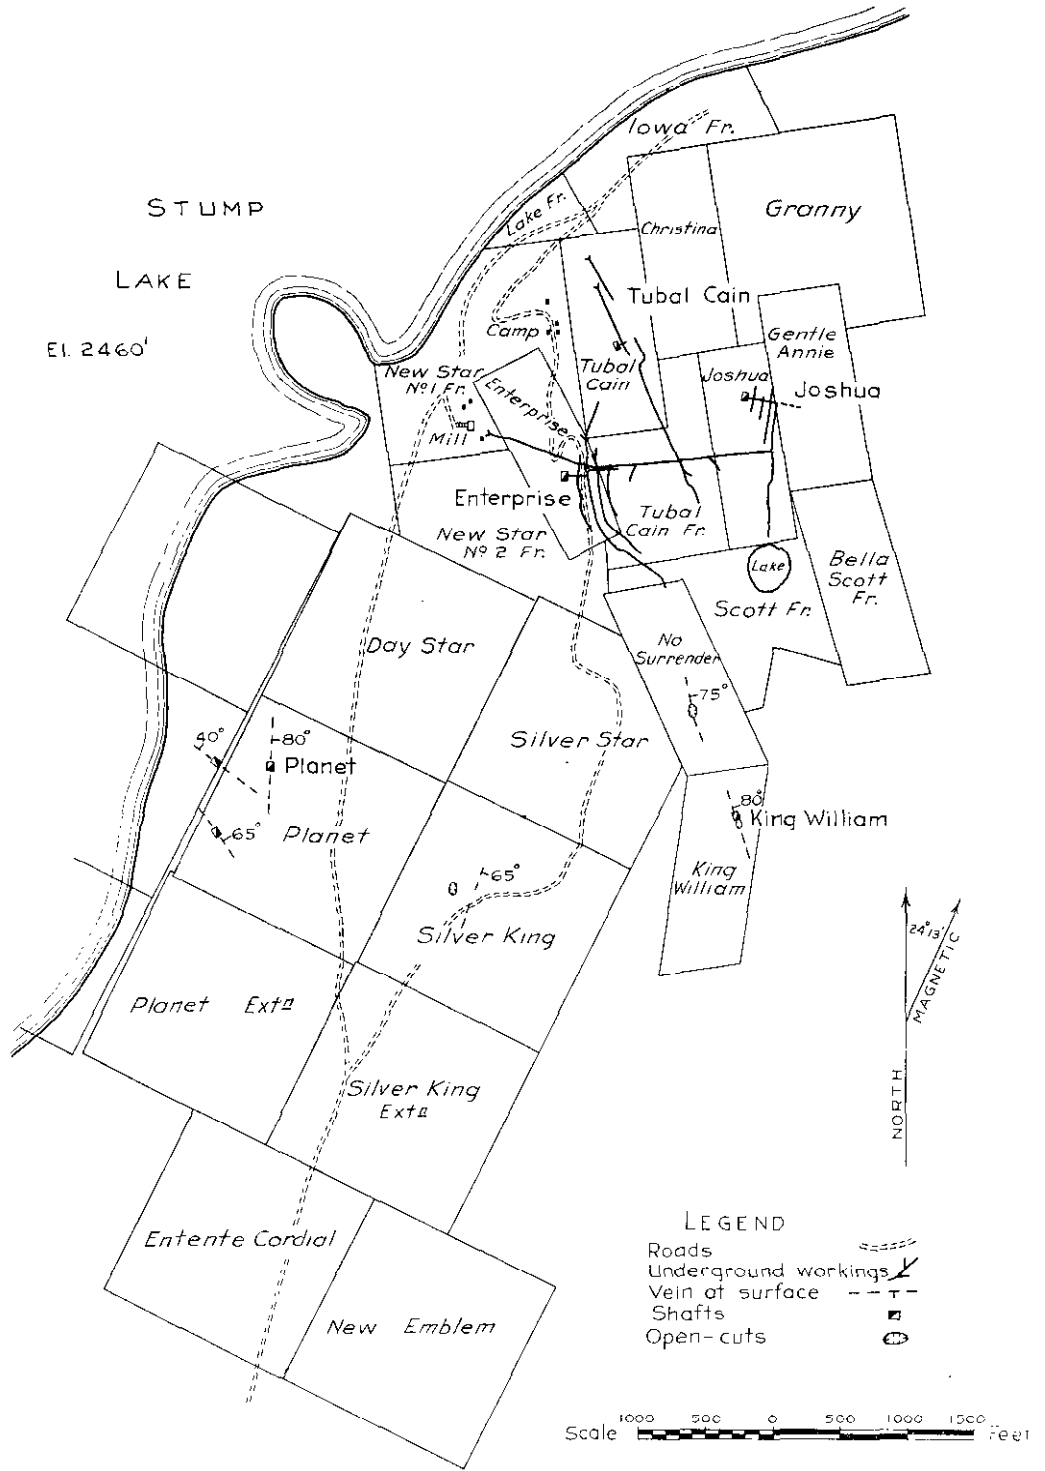 Iowa Fr.
STUMP
LAKE
El. 2460'
Lake Fr.
Christina
Granny
Tubal Cain
Camp
Gentle
Annie
New Star
Nº 1 Fr.
Enterprise
Tubal
Cain
Joshua
Joshua
Mill
Enterprise
New Star
Nº 2 Fr.
Tubal
Cain Fr.
Lake
Bella
Scott
Fr.
Scott Fr.
Day Star
No
Surrender
75°
Silver Star
40°
80°
Planet
65°
Planet
80°
King William
King
William
65°
Silver King
Planet Extn
Silver King
Extn
24° 13'
MAGNETIC
NORTH
Entente Cordial
New Emblem
LEGEND
Roads
Underground workings
Vein at surface
Shafts
Open-cuts
Scale 1000 500 0 500 1000 1500 Feet